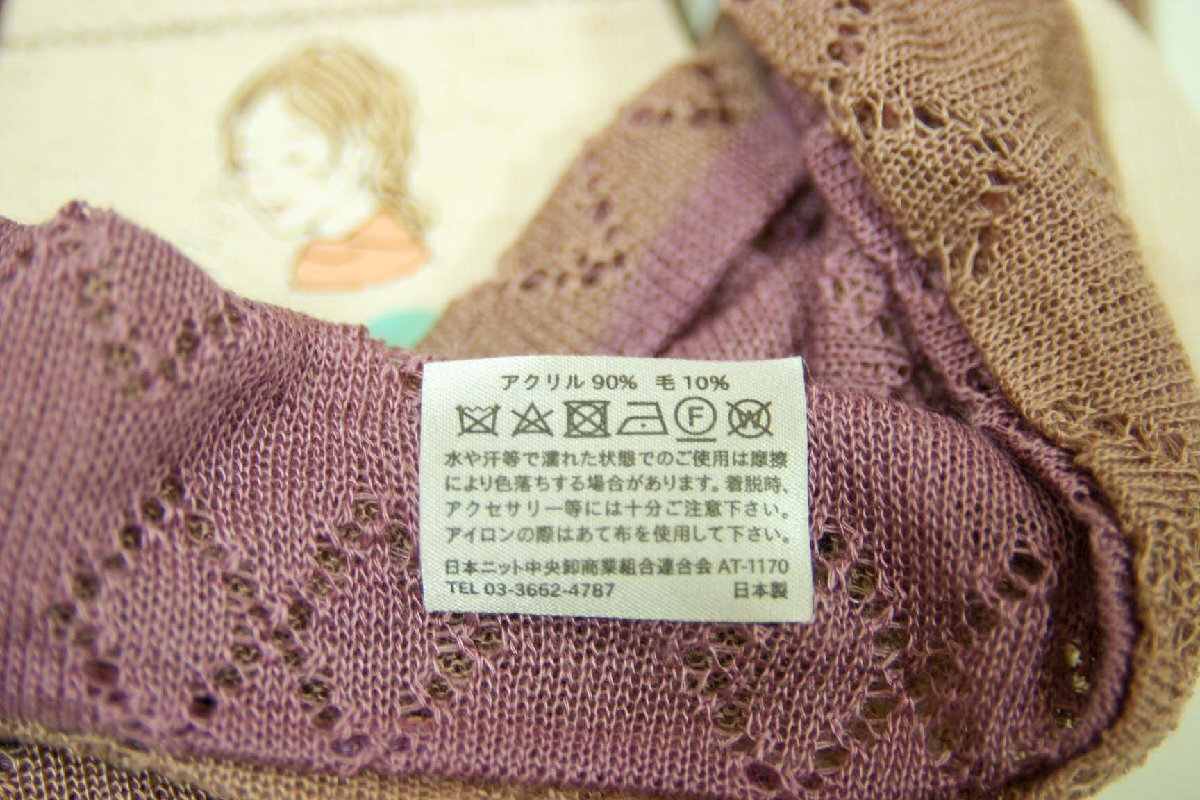 アクリル 90% 毛 10%
F W
水や汗等で濡れた状態でのご使用は摩擦
により色落ちする場合があります。着脱時、
アクセサリー等には十分ご注意下さい。
アイロンの際はあて布を使用して下さい。
日本ニット中央卸商業組合連合会 AT-1170
TEL 03-3662-4787 日本製